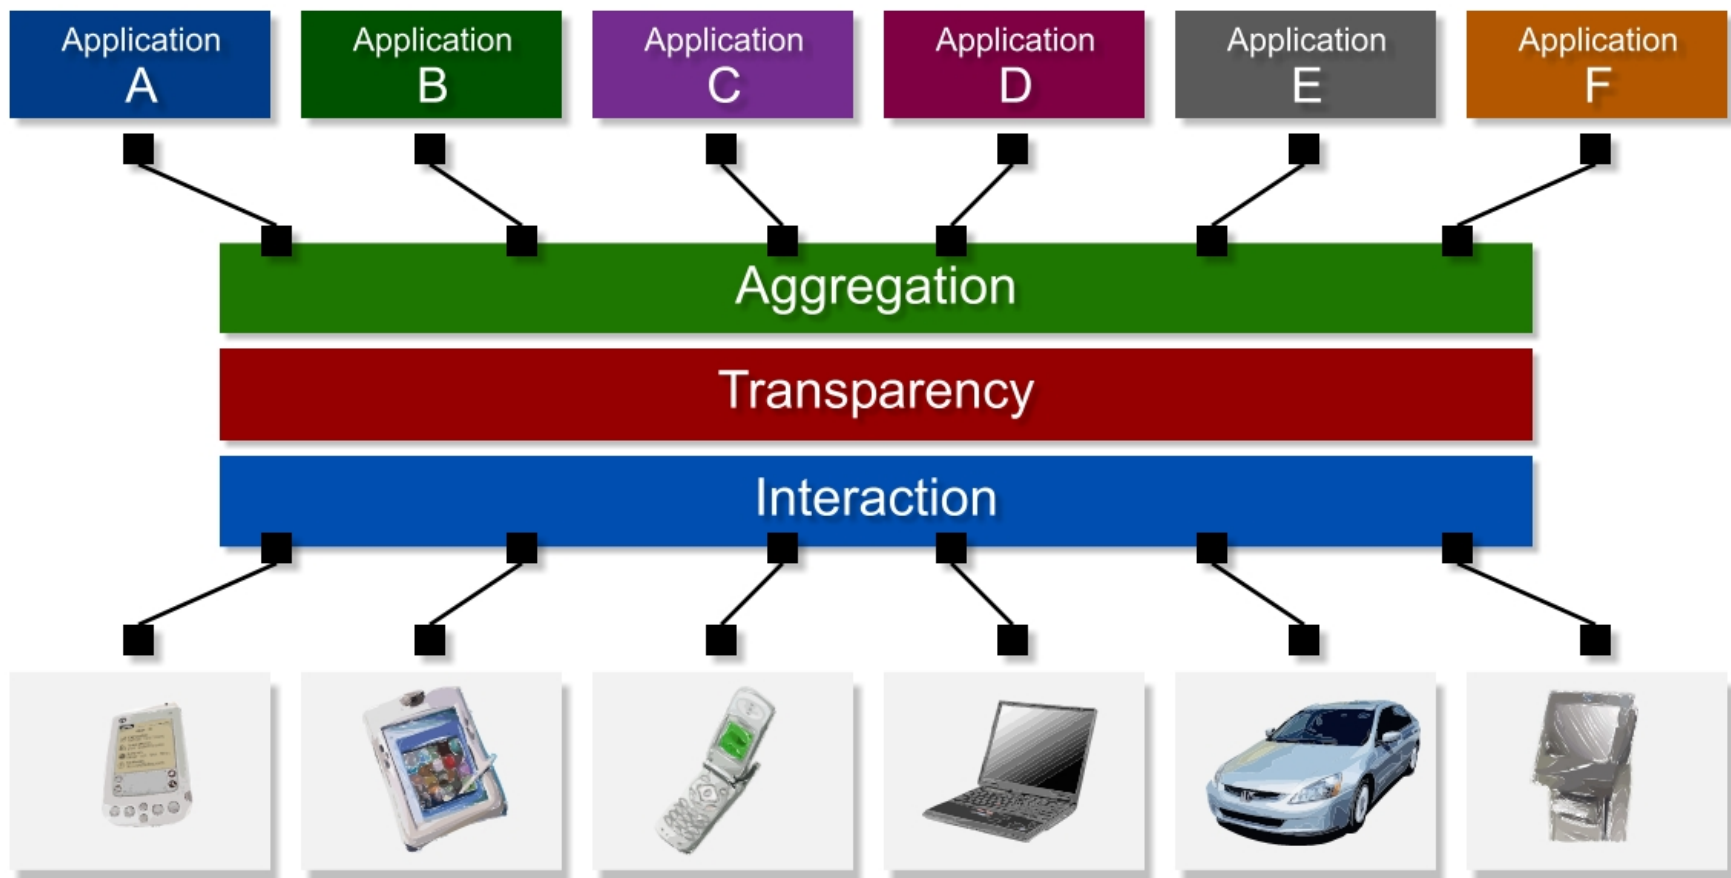 Application
A
Application
B
Application
C
Application
D
Application
E
Application
F
Aggregation
Transparency
Interaction